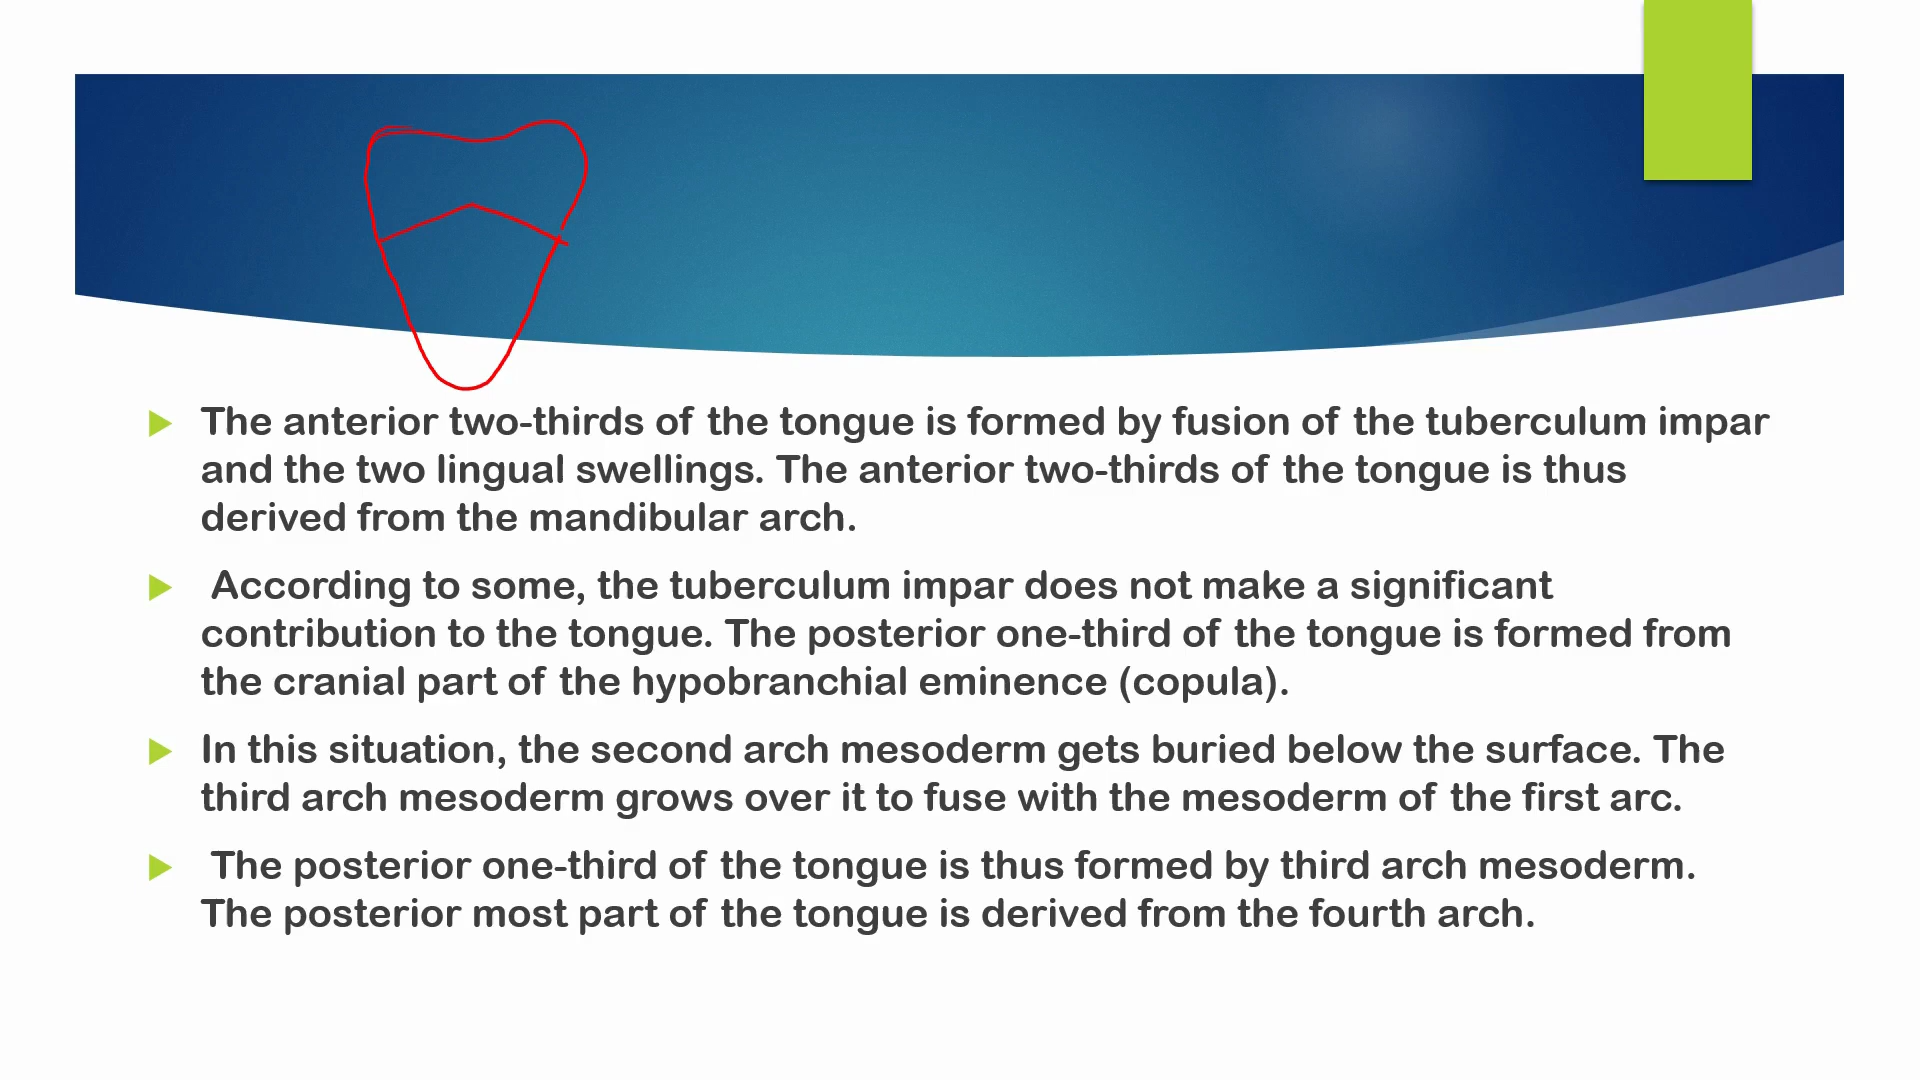 The anterior two-thirds of the tongue is formed by fusion of the tuberculum impar
and the two lingual swellings. The anterior two-thirds of the tongue is thus
derived from the mandibular arch.
According to some, the tuberculum impar does not make a significant
contribution to the tongue. The posterior one-third of the tongue is formed from
the cranial part of the hypobranchial eminence (copula).
In this situation, the second arch mesoderm gets buried below the surface. The
third arch mesoderm grows over it to fuse with the mesoderm of the first arc.
The posterior one-third of the tongue is thus formed by third arch mesoderm.
The posterior most part of the tongue is derived from the fourth arch.